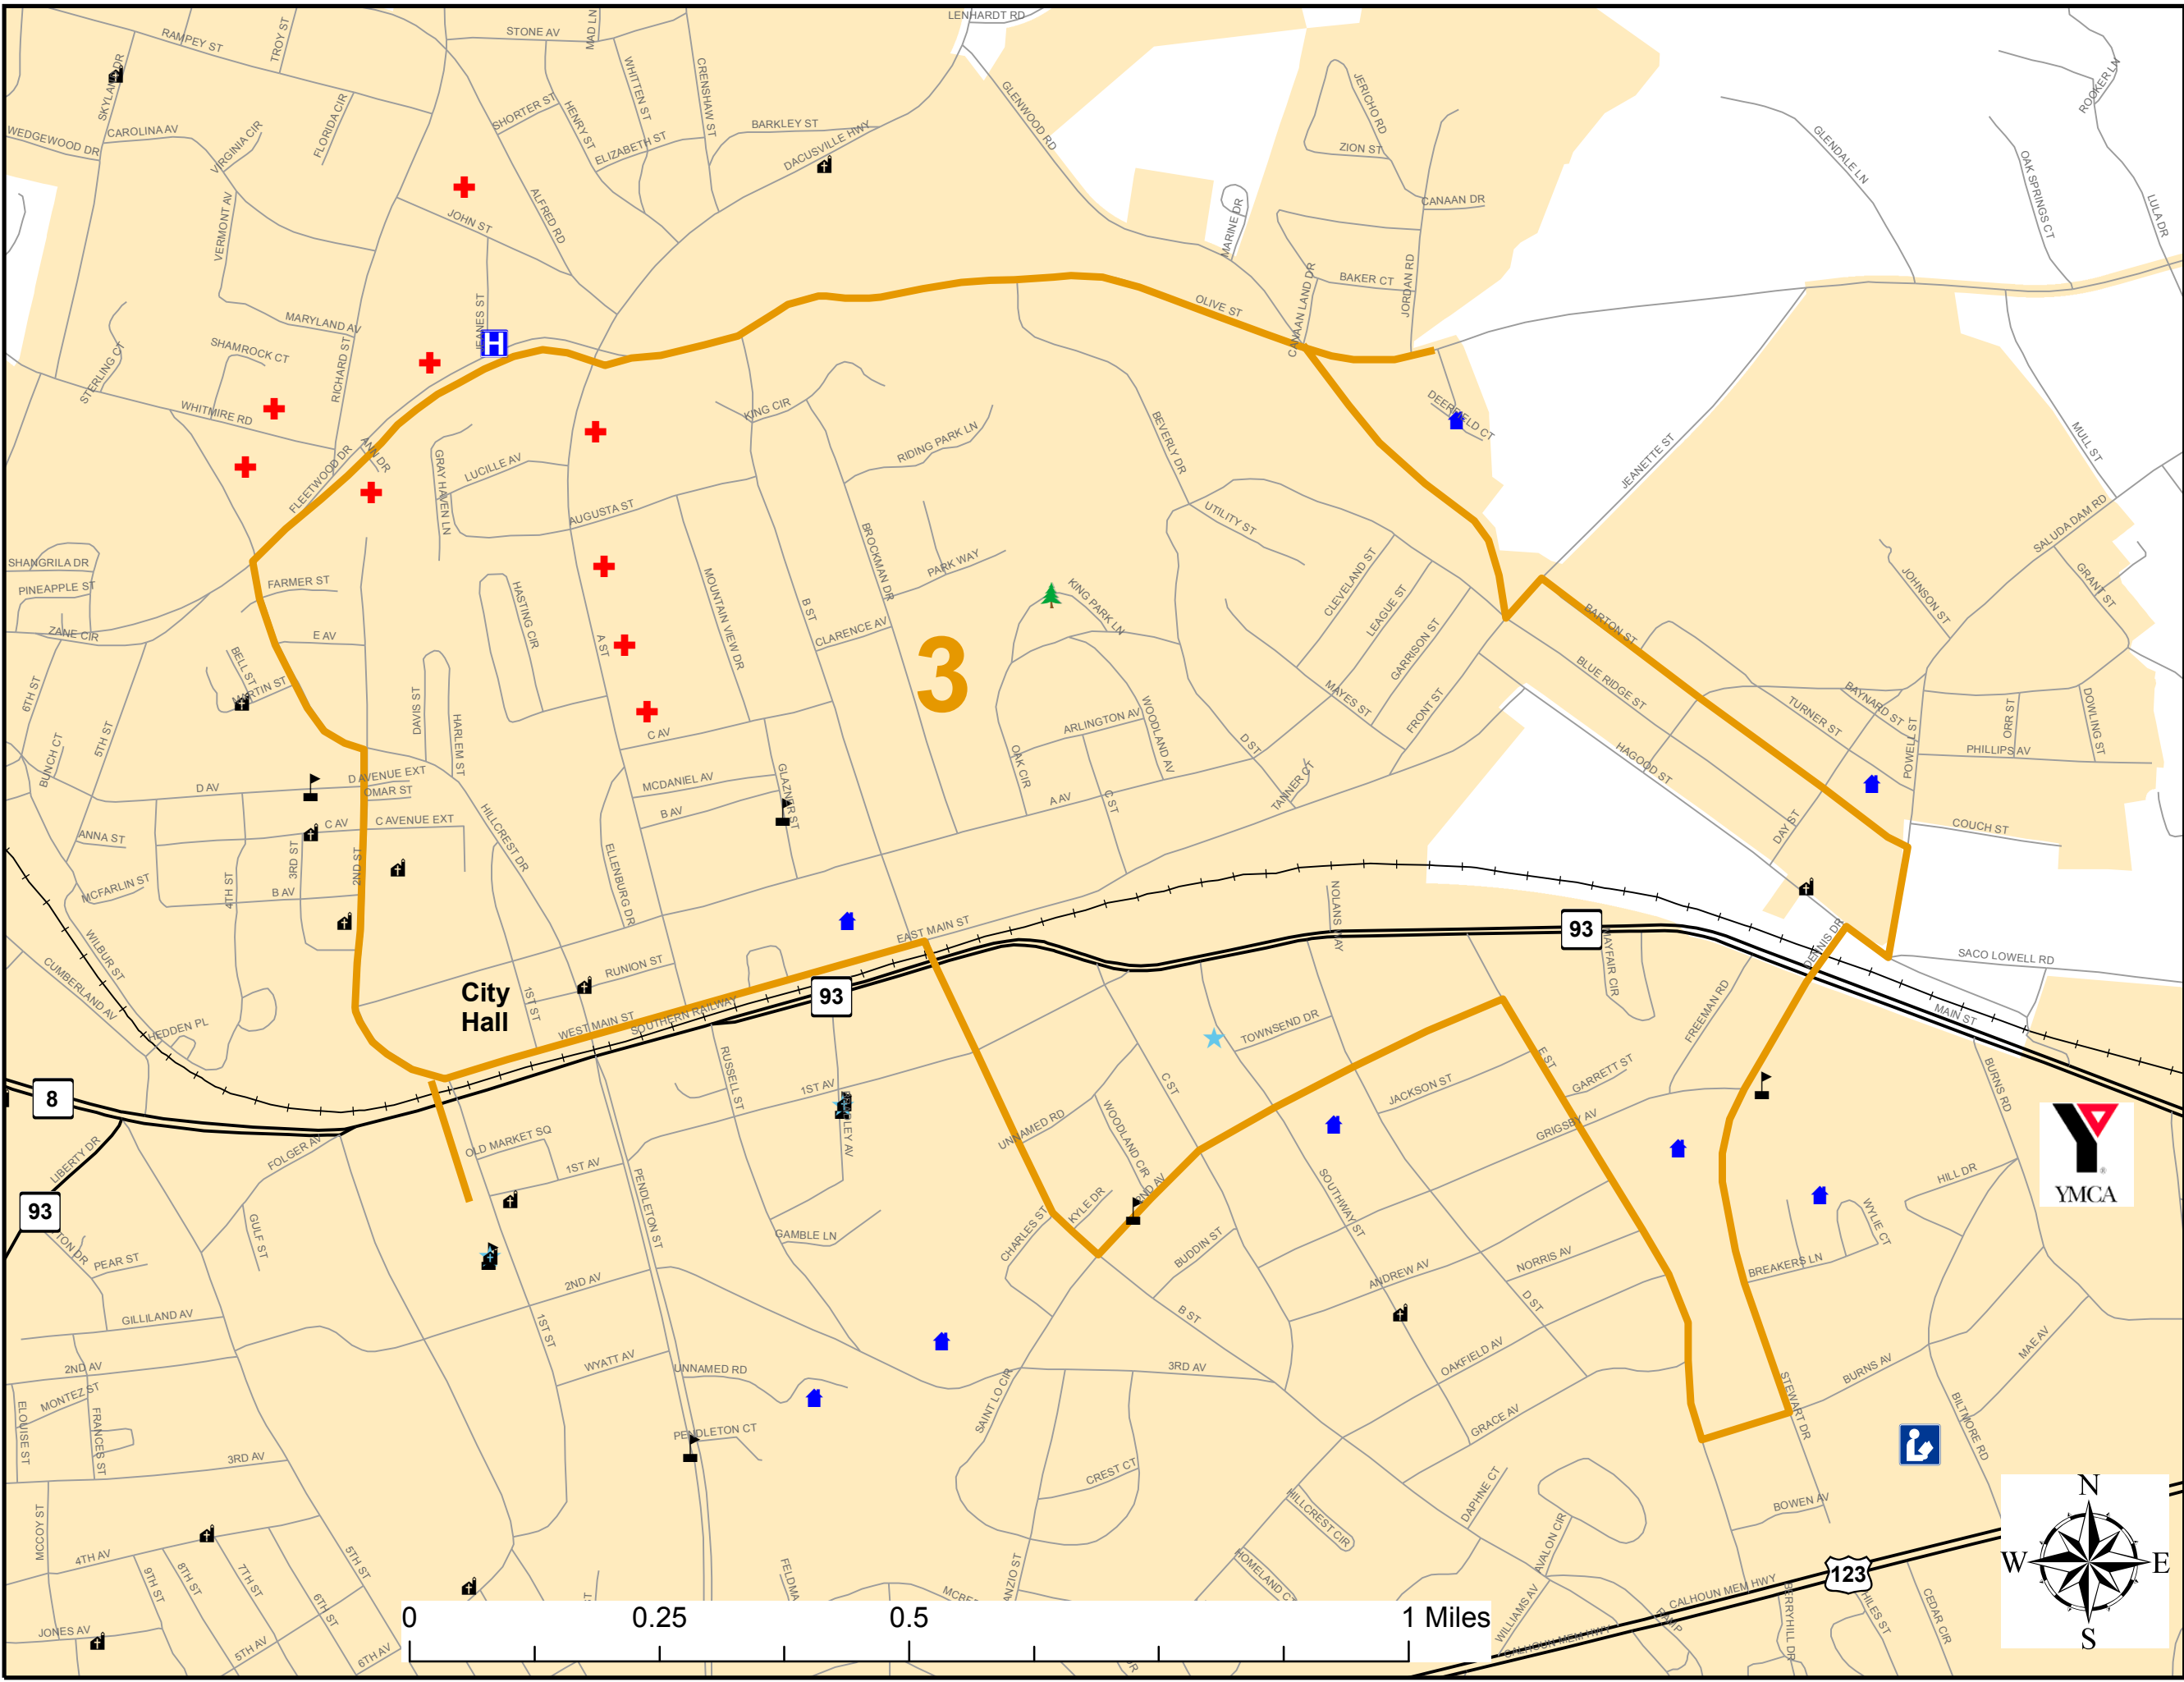 LENHARDT RD
RAMPEY ST
TROY ST
STONE AV
MAD LN
SKYLAND DR
FLORIDA CIR
WHITTEN ST
CRENSHAW ST
SHORTER ST
HENRY ST
GLENWOOD RD
JERICHO RD
ROOKER LN
WEDGEWOOD DR
CAROLINA AV
VIRGINIA CIR
ELIZABETH ST
BARKLEY ST
DACUSVILLE HWY
ZION ST
GLENDALE LN
OAK SPRINGS CT
LULA DR
VERMONT AV
JOHN ST
ALFRED RD
MARINE DR
CANAAN DR
BAKER CT
JORDAN RD
CANAAN LAND DR
OLIVE ST
JEANES ST
H
MARYLAND AV
SHAMROCK CT
RICHARD ST
STERLING CT
WHITMIRE RD
FLEETWOOD DR
ANN DR
GRAY HAVEN LN
LUCILLE AV
KING CIR
RIDING PARK LN
BEVERLY DR
DEERFIELD CT
JEANETTE ST
MULL ST
AUGUSTA ST
UTILITY ST
SALUDA DAM RD
SHANGRILA DR
PINEAPPLE ST
ZANE CIR
FARMER ST
E AV
HASTING CIR
A ST
MOUNTAIN VIEW DR
B ST
BROCKMAN DR
PARK WAY
CLARENCE AV
KING PARK LN
CLEVELAND ST
LEAGUE ST
GARRISON ST
BARTON ST
JOHNSON ST
GRANT ST
3
6TH ST
BELL ST
MARTIN ST
DAVIS ST
HARLEM ST
C AV
ARLINGTON AV
WOODLAND AV
MAYES ST
FRONT ST
BLUE RIDGE ST
TURNER ST
BAYNARD ST
POWELL ST
ORR ST
DOWLING ST
PHILLIPS AV
5TH ST
BUNCH CT
D AV
D AVENUE EXT
OMAR ST
C AV
C AVENUE EXT
MCDANIEL AV
B AV
GLAZNER ST
OAK CIR
A AV
C ST
D ST
TANNER CT
HAGOOD ST
DAY ST
COUCH ST
ANNA ST
MCFARLIN ST
3RD ST
2ND ST
4TH ST
B AV
HILLCREST DR
ELLENBURG DR
EAST MAIN ST
NOLANS WAY
93
MAYFAIR CIR
DENNIS DR
SACO LOWELL RD
WILBUR ST
CUMBERLAND AV
HEDDEN PL
City
Hall
1ST ST
RUNION ST
WEST MAIN ST
SOUTHERN RAILWAY
93
TOWNSEND DR
FREEMAN RD
MAIN ST
8
LIBERTY DR
FOLGER AV
OLD MARKET SQ
1ST AV
RUSSELL ST
1ST AV
UNNAMED RD
C ST
WOODLAND CIR
JACKSON ST
E ST
GARRETT ST
GRIGSBY AV
BURNS RD
YMCA
®
93
GULF ST
PEAR ST
GILLILAND AV
PENDLETON ST
GAMBLE LN
CHARLES ST
KYLE DR
2ND AV
BUDDIN ST
SOUTHWAY ST
ANDREW AV
NORRIS AV
BREAKERS LN
WYLIE CT
HILL DR
2ND AV
1ST ST
WYATT AV
2ND AV
MONTEZ ST
ELOUISE ST
FRANCES ST
UNNAMED RD
PENDLETON CT
SAINT LO CIR
B ST
3RD AV
D ST
OAKFIELD AV
GRACE AV
STEWART DR
BURNS AV
BILTMORE RD
MAE AV
3RD AV
MCCOY ST
4TH AV
9TH ST
8TH ST
7TH ST
6TH ST
5TH ST
5TH AV
6TH AV
JONES AV
CREST CT
HILLCREST CIR
HOMELAND CT
DAPHNE CT
AVALON CIR
WILLIAMS AV
BOWEN AV
CALHOUN MEM HWY
CALHOUN MEM HWY
RAMP
BERRYHILL DR
HILES ST
CEDAR CIR
123
N
W E
S
0 0.25 0.5 1 Miles